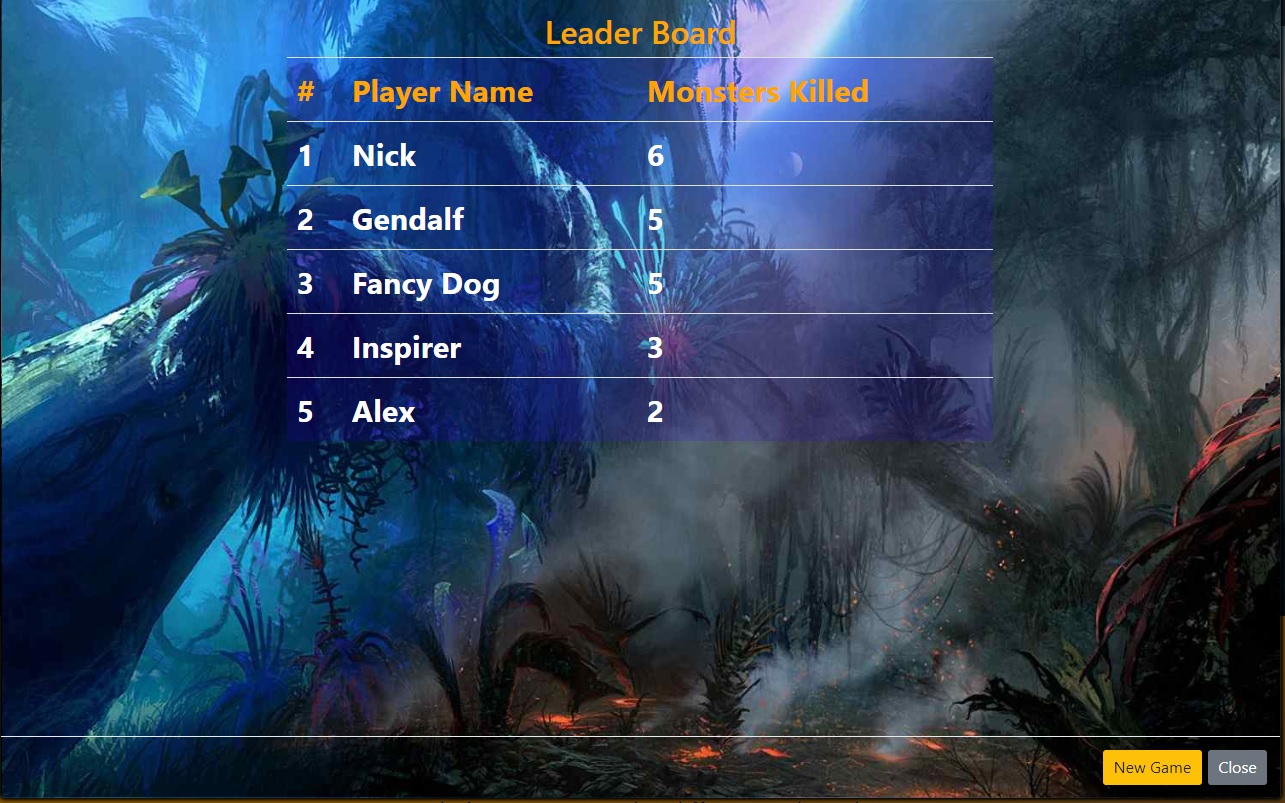 Leader Board
# Player Name Monsters Killed
1 Nick 6
2 Gendalf 5
3 Fancy Dog 5
4 Inspirer 3
5 Alex 2
New Game Close